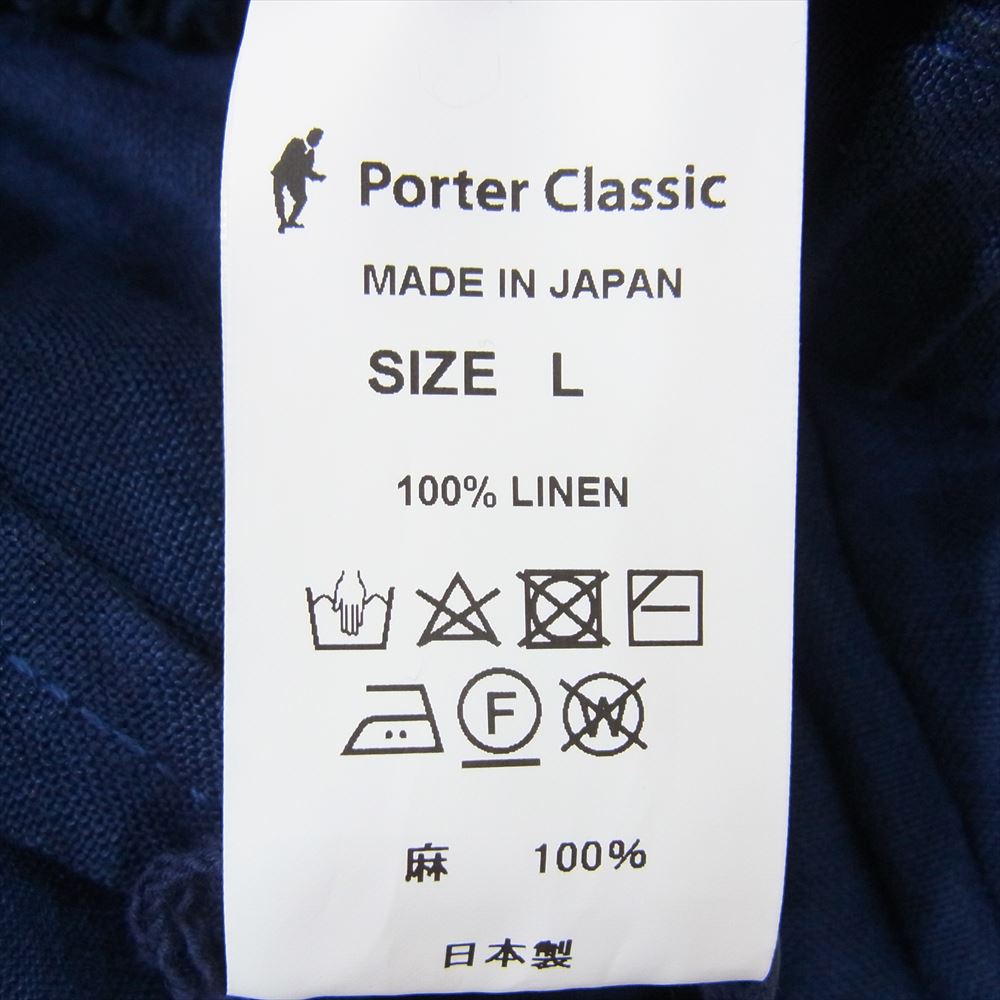 Porter Classic
MADE IN JAPAN
SIZE L
100% LINEN
F W
麻 100%
日本製